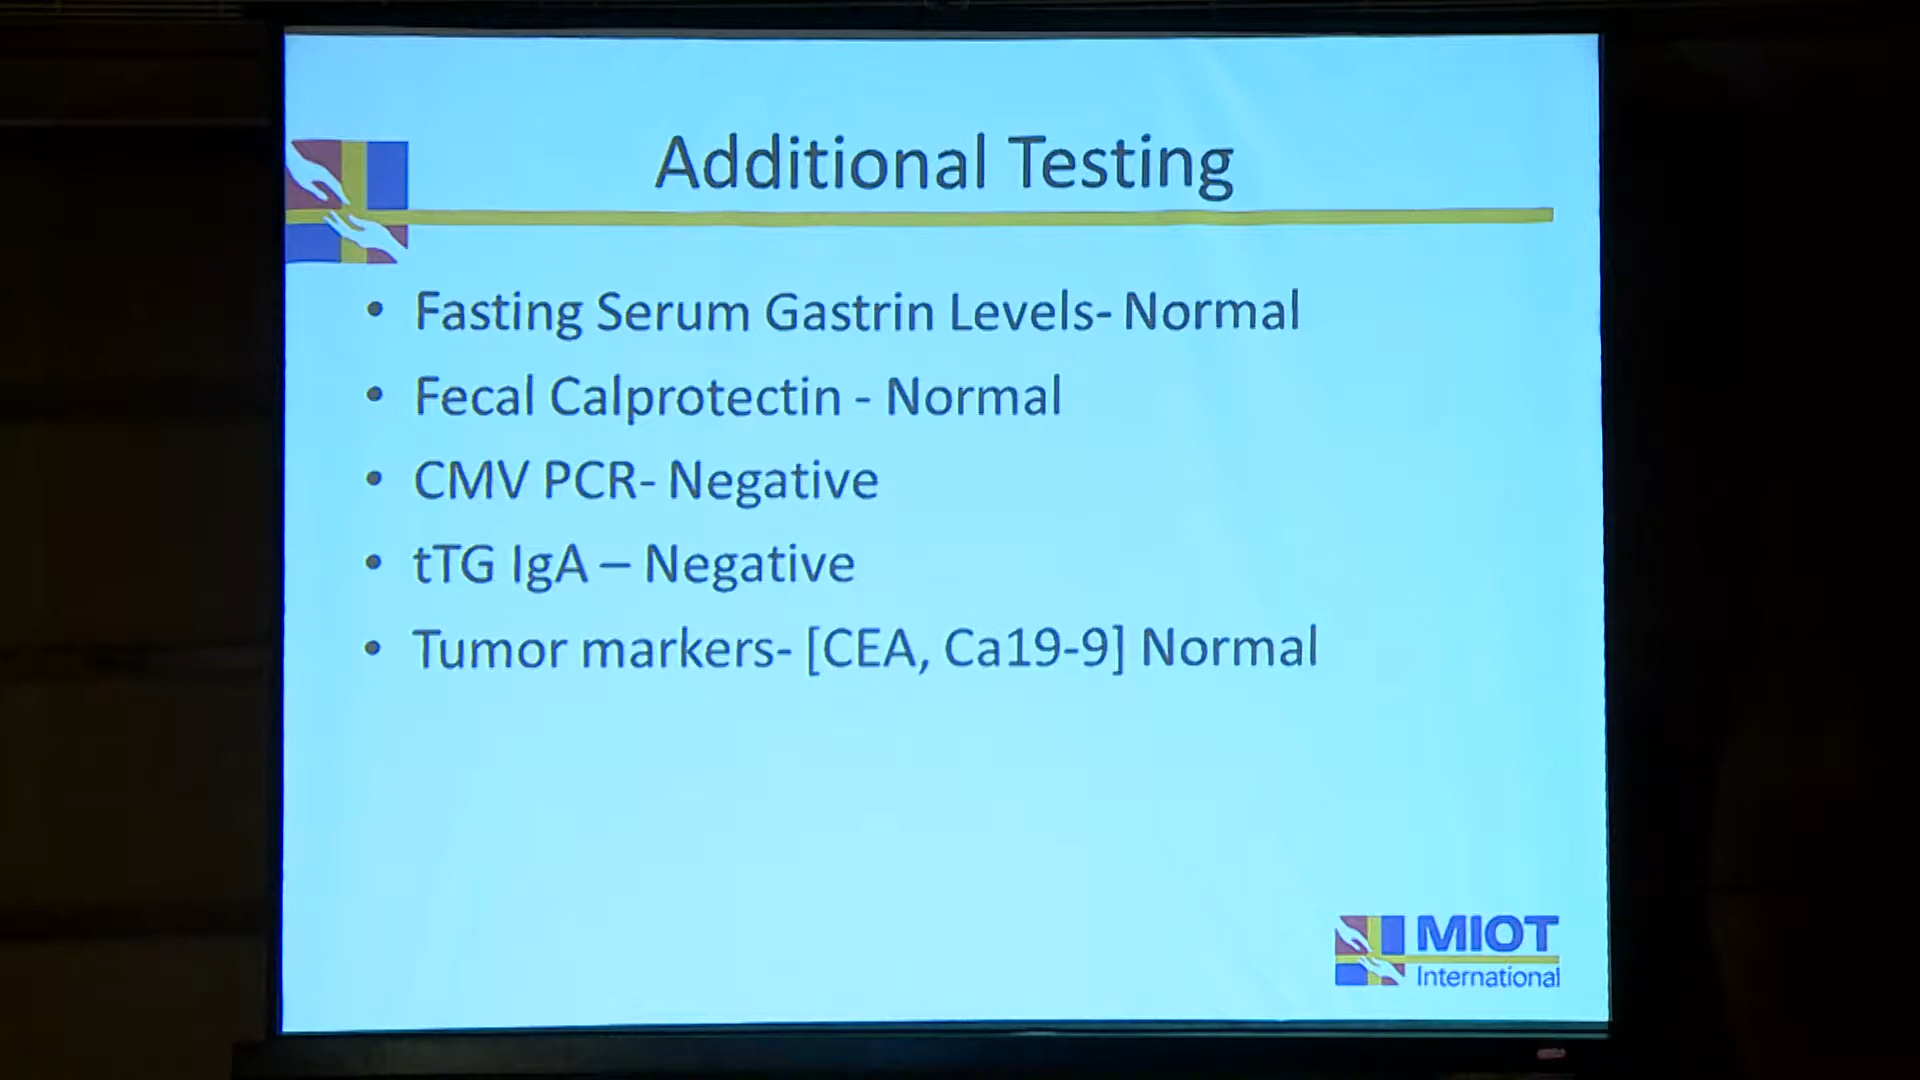 Additional Testing
• Fasting Serum Gastrin Levels- Normal
• Fecal Calprotectin - Normal
• CMV PCR- Negative
• tTG IgA – Negative
• Tumor markers- [CEA, Ca19-9] Normal
MIOT
International